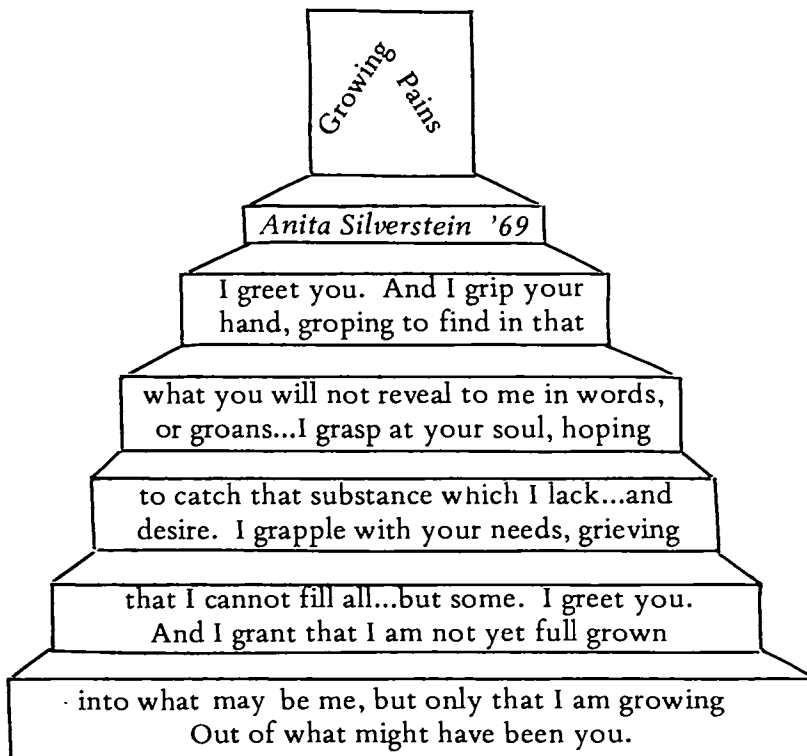 Growing Pains
Anita Silverstein '69
I greet you. And I grip your
hand, groping to find in that
what you will not reveal to me in words,
or groans...I grasp at your soul, hoping
to catch that substance which I lack...and
desire. I grapple with your needs, grieving
that I cannot fill all...but some. I greet you.
And I grant that I am not yet full grown
into what may be me, but only that I am growing
Out of what might have been you.